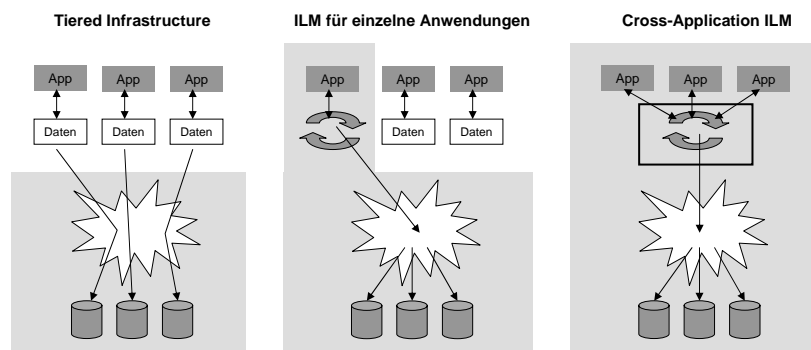 Tiered Infrastructure
ILM für einzelne Anwendungen
Cross-Application ILM
App App App
App App App
App App App
Daten Daten Daten
Daten Daten